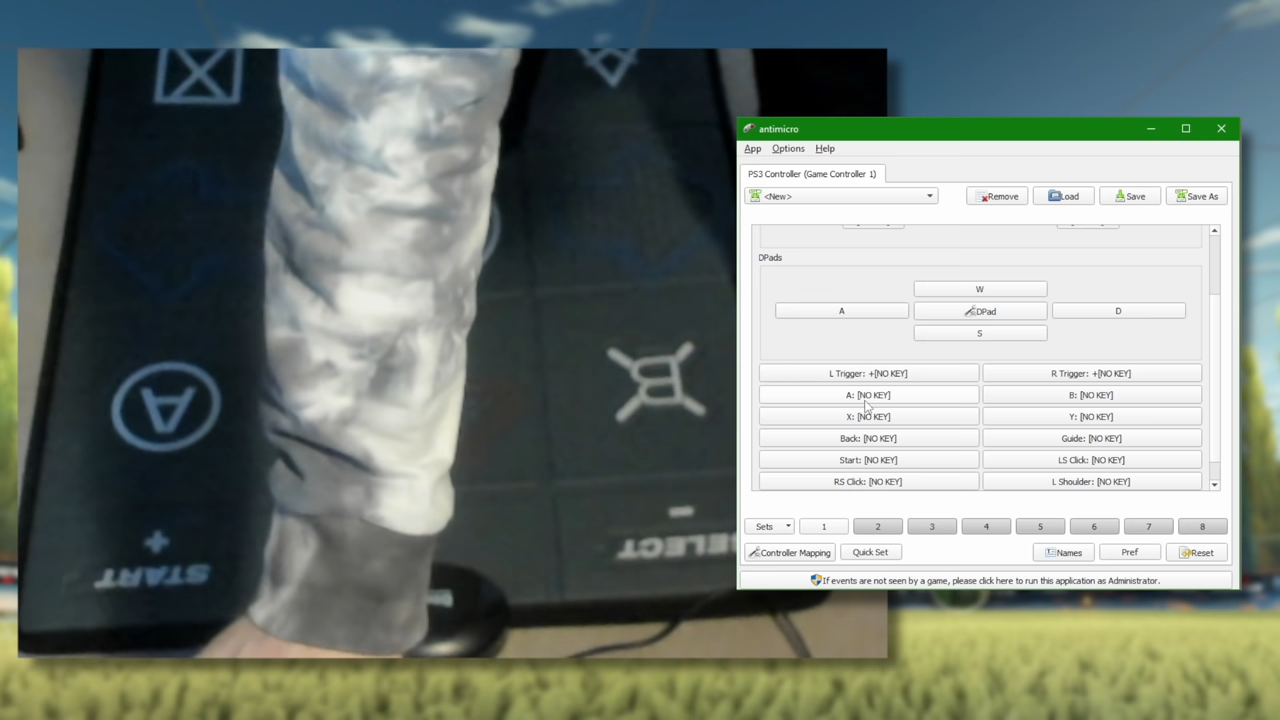 A
B
+
-
START
SELECT
antimicro
App Options Help
PS3 Controller (Game Controller 1)
<New> Remove Load Save Save As
DPads
W
A DPad D
S
L Trigger: +[NO KEY] R Trigger: +[NO KEY]
A: [NO KEY] B: [NO KEY]
X: [NO KEY] Y: [NO KEY]
Back: [NO KEY] Guide: [NO KEY]
Start: [NO KEY] LS Click: [NO KEY]
RS Click: [NO KEY] L Shoulder: [NO KEY]
Sets 1 2 3 4 5 6 7 8
Controller Mapping Quick Set Names Pref Reset
If events are not seen by a game, please click here to run this application as Administrator.